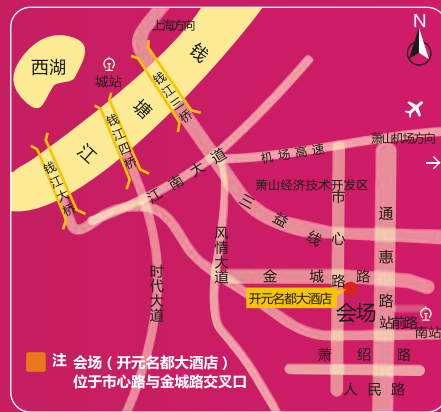 上海方向
N
西湖
城站
钱塘江
钱江三桥
钱江四桥
钱江大桥
萧山机场方向
机场高速
江南大道
萧山经济技术开发区
三益线
市心路
通惠路
风情大道
时代大道
金城路
开元名都大酒店
会场
站前路
南站
萧绍路
人民路
注 会场（开元名都大酒店）
位于市心路与金城路交叉口